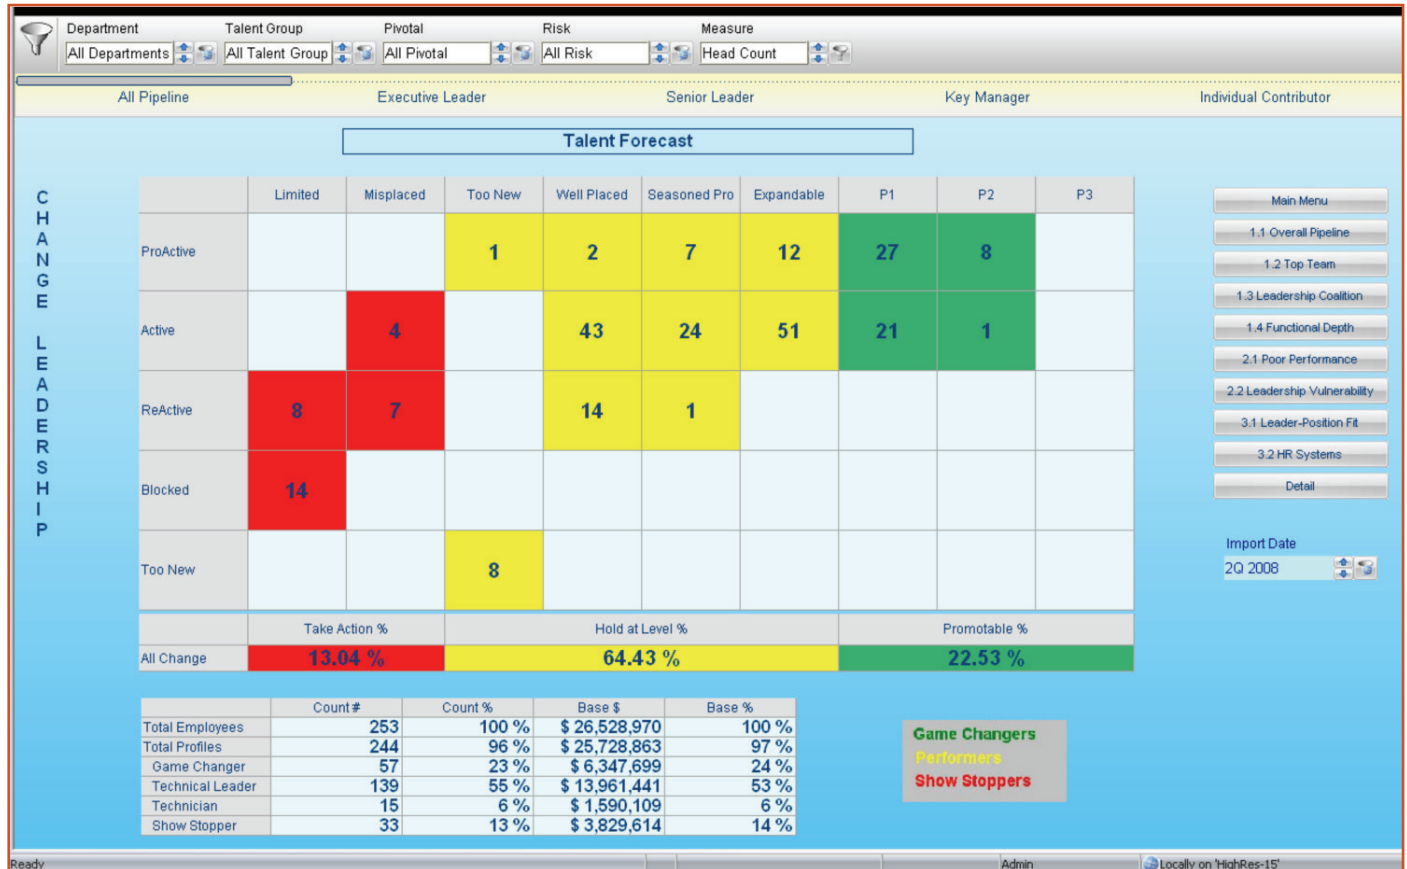 Department Talent Group Pivotal Risk Measure
All Departments All Talent Group All Pivotal All Risk Head Count
All Pipeline Executive Leader Senior Leader Key Manager Individual Contributor
Talent Forecast
CHANGE LEADERSHIP
Limited Misplaced Too New Well Placed Seasoned Pro Expandable P1 P2 P3
ProActive 1 2 7 12 27 8
Active 4 43 24 51 21 1
ReActive 8 7 14 1
Blocked 14
Too New 8
Take Action % Hold at Level % Promotable %
All Change 13.04 % 64.43 % 22.53 %
Main Menu
1.1 Overall Pipeline
1.2 Top Team
1.3 Leadership Coalition
1.4 Functional Depth
2.1 Poor Performance
2.2 Leadership Vulnerability
3.1 Leader-Position Fit
3.2 HR Systems
Detail
Import Date
2Q 2008
Count # Count % Base $ Base %
Total Employees 253 100 % $ 26,528,970 100 %
Total Profiles 244 96 % $ 25,728,863 97 %
Game Changer 57 23 % $ 6,347,699 24 %
Technical Leader 139 55 % $ 13,961,441 53 %
Technician 15 6 % $ 1,590,109 6 %
Show Stopper 33 13 % $ 3,829,614 14 %
Game Changers
Performers
Show Stoppers
Ready Admin Locally on 'HighRes-15'